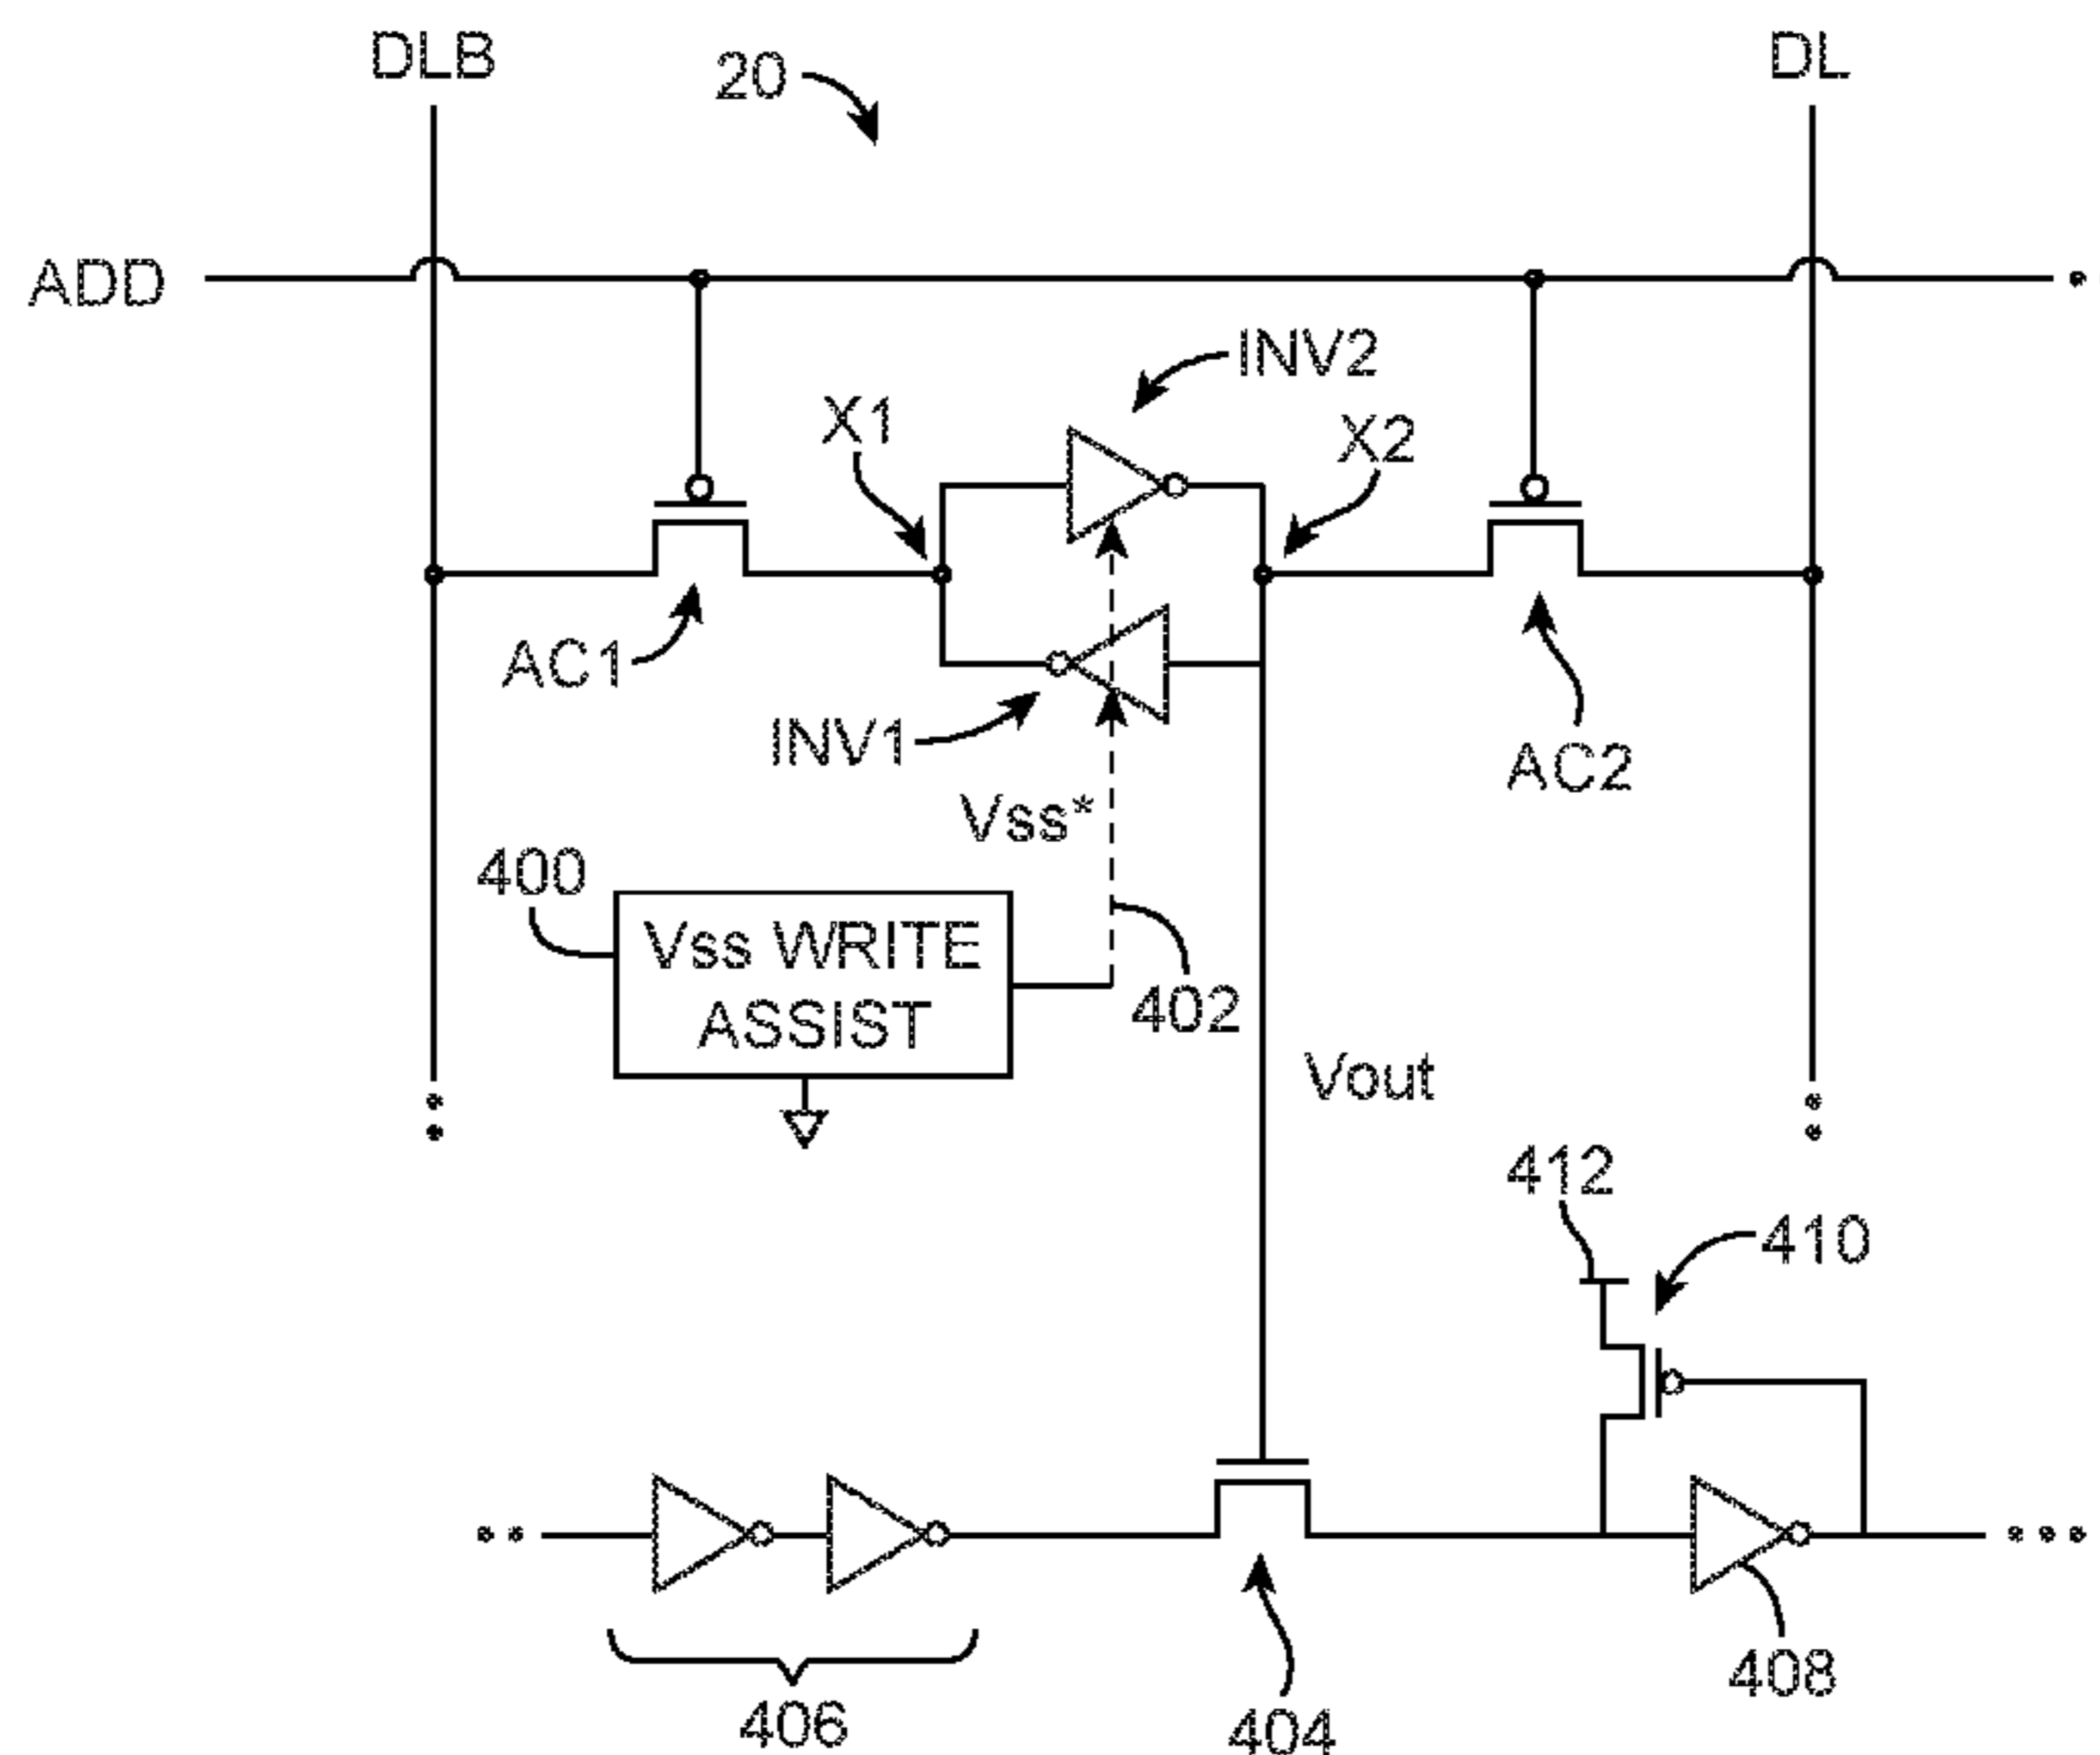 DLB
20
DL
ADD
INV2
X1
X2
AC1
INV1
AC2
Vss*
400
Vss WRITE
ASSIST
402
Vout
412
410
408
406
404